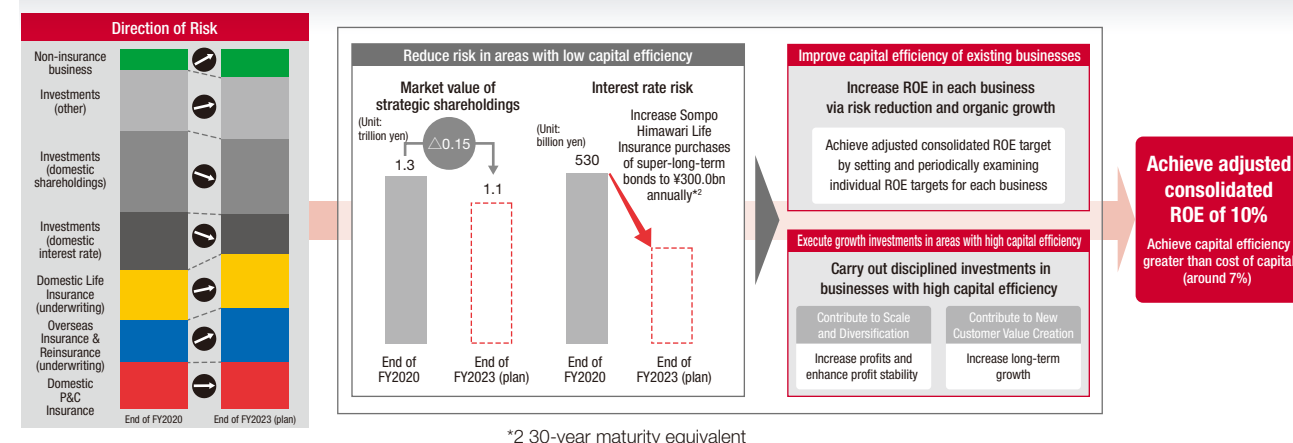 Direction of Risk
Non-insurance
business
Investments
(other)
Investments
(domestic
shareholdings)
Investments
(domestic
interest rate)
Domestic Life
Insurance
(underwriting)
Overseas
Insurance &
Reinsurance
(underwriting)
Domestic
P&C
Insurance
End of FY2020
End of FY2023 (plan)
Reduce risk in areas with low capital efficiency
Market value of
strategic shareholdings
(Unit:
trillion yen)
△0.15
1.3
1.1
End of
FY2020
End of
FY2023 (plan)
Interest rate risk
(Unit:
billion yen)
530
Increase Sompo
Himawari Life
Insurance purchases
of super-long-term
bonds to ¥300.0bn
annually*2
End of
FY2020
End of
FY2023 (plan)
Improve capital efficiency of existing businesses
Increase ROE in each business
via risk reduction and organic growth
Achieve adjusted consolidated ROE target
by setting and periodically examining
individual ROE targets for each business
Execute growth investments in areas with high capital efficiency
Carry out disciplined investments in
businesses with high capital efficiency
Contribute to Scale
and Diversification
Increase profits and
enhance profit stability
Contribute to New
Customer Value Creation
Increase long-term
growth
Achieve adjusted
consolidated
ROE of 10%
Achieve capital efficiency
greater than cost of capital
(around 7%)
*2 30-year maturity equivalent